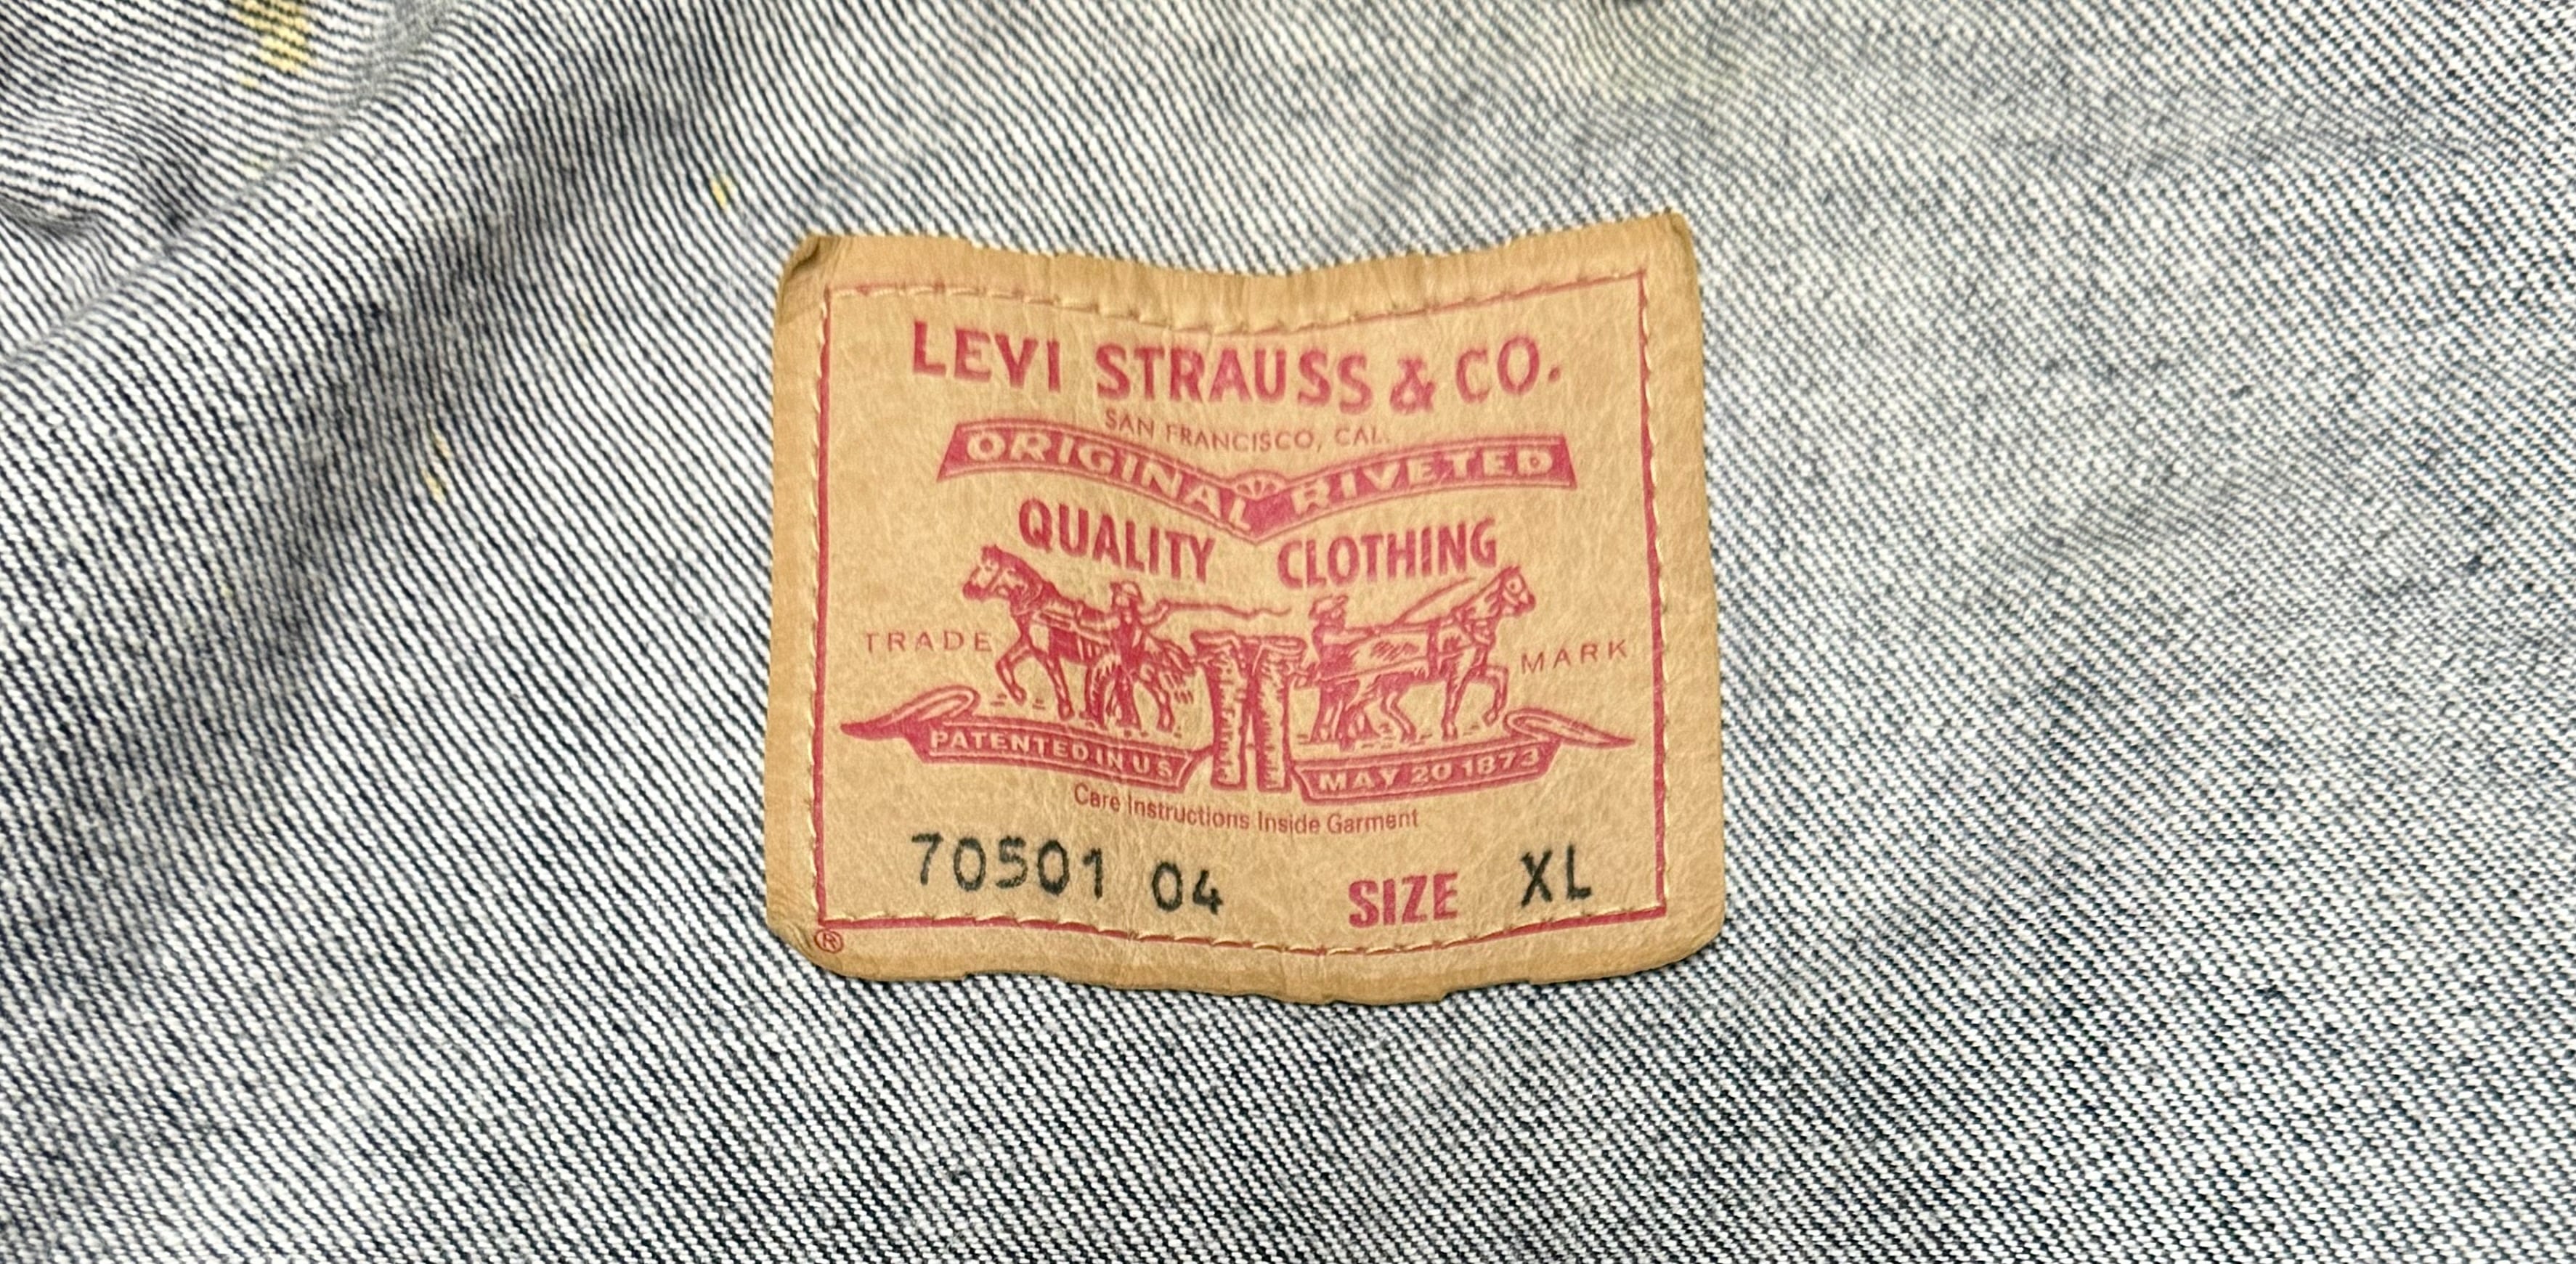 LEVI STRAUSS & CO.
SAN FRANCISCO, CAL.
ORIGINAL RIVETED
QUALITY CLOTHING
TRADE MARK
PATENTED IN US MAY 20 1873
Care Instructions Inside Garment
70501 04 SIZE XL
®